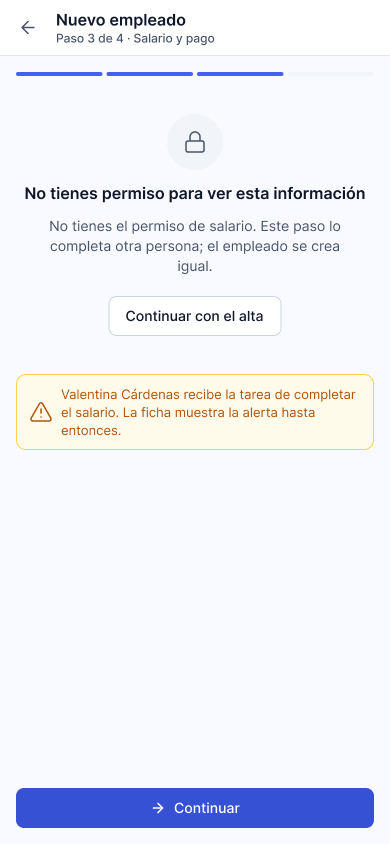 Nuevo empleado
Paso 3 de 4 · Salario y pago
No tienes permiso para ver esta información
No tienes el permiso de salario. Este paso lo
completa otra persona; el empleado se crea
igual.
Continuar con el alta
Valentina Cárdenas recibe la tarea de completar
el salario. La ficha muestra la alerta hasta
entonces.
Continuar